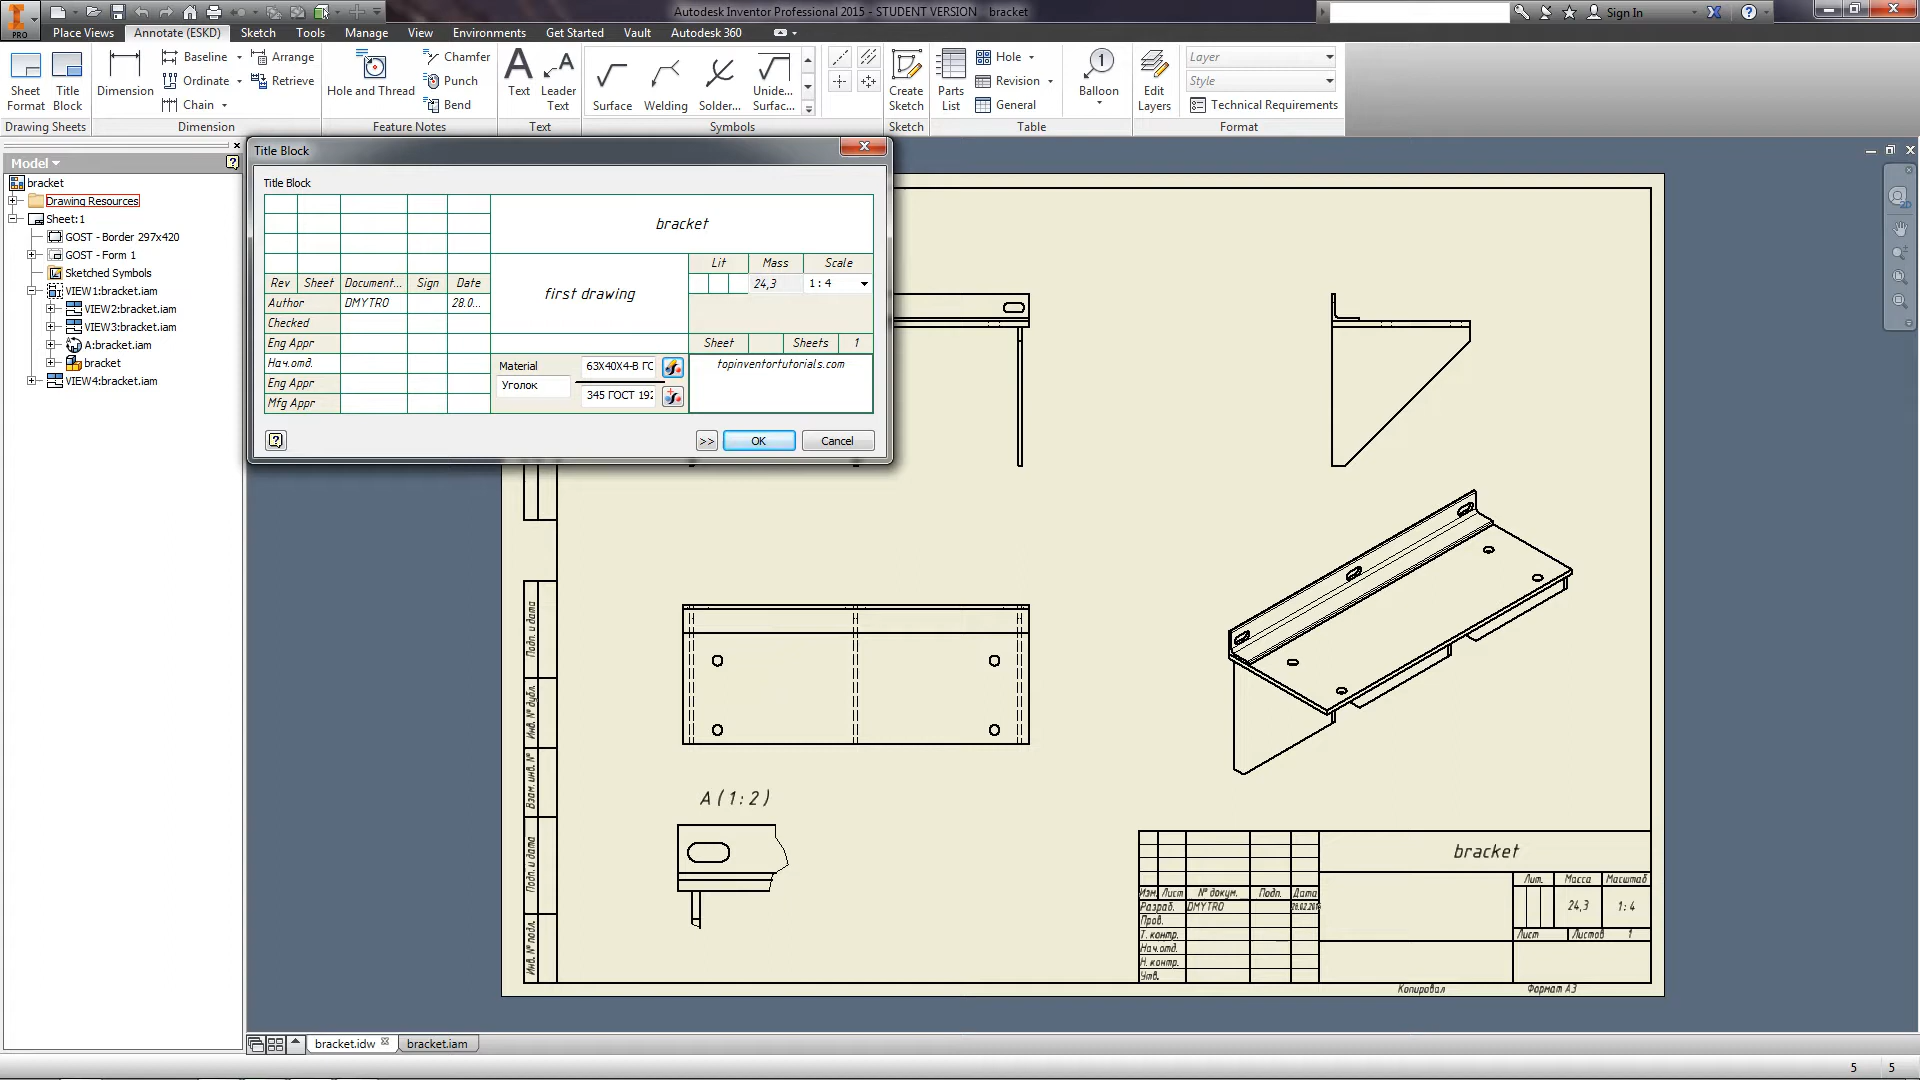 Autodesk Inventor Professional 2015 - STUDENT VERSION bracket
Sign In
PRO
Place Views
Annotate (ESKD)
Sketch
Tools
Manage
View
Environments
Get Started
Vault
Autodesk 360
Sheet Format
Title Block
Drawing Sheets
Dimension
Baseline
Ordinate
Chain
Arrange
Retrieve
Dimension
Hole and Thread
Chamfer
Punch
Bend
Feature Notes
Text
Leader Text
Text
Surface
Welding
Solder...
Unide... Surfac...
Symbols
Create Sketch
Sketch
Parts List
Hole
Revision
General
Balloon
Table
Edit Layers
Layer
Style
Technical Requirements
Format
Model
bracket
Drawing Resources
Sheet:1
GOST - Border 297x420
GOST - Form 1
Sketched Symbols
VIEW1:bracket.iam
VIEW2:bracket.iam
VIEW3:bracket.iam
A:bracket.iam
bracket
VIEW4:bracket.iam
Title Block
Title Block
bracket
first drawing
Lit Mass Scale
24,3 1:4
Rev Sheet Document... Sign Date
Author DMYTRO 28.0...
Checked
Eng Appr
Нач.отд.
Eng Appr
Mfg Appr
Sheet Sheets 1
Material
Уголок
63X40X4-В ГС
345 ГОСТ 192
topinventortutorials.com
>>
OK
Cancel
A(1:2)
Подп. и дата
Инв. № дубл.
Взам. инв. №
Подп. и дата
Инв. № подл.
bracket
Лит. Масса Масштаб
24,3 1:4
Изм. Лист № докум. Подп. Дата
Разраб. DMYTRO
Пров.
Т. контр.
Нач.отд.
Н. контр.
Утв.
Лист Листов 1
Копировал Формат А3
bracket.idw
bracket.iam
5 5